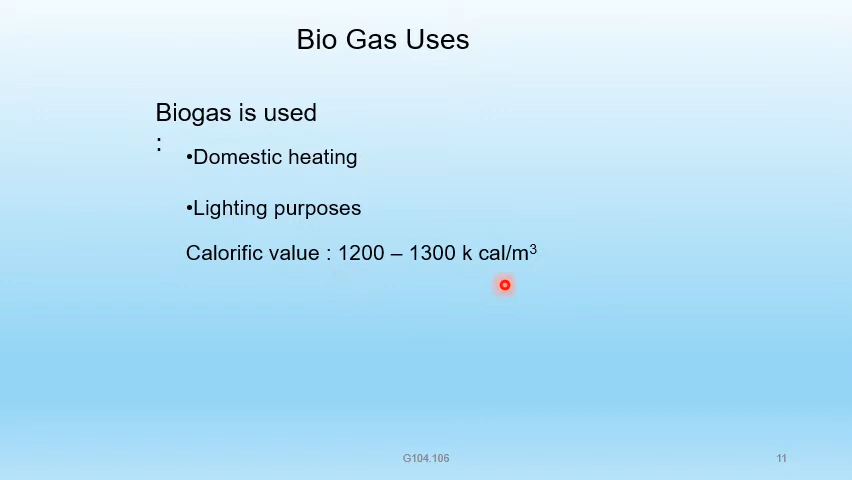 Bio Gas Uses
Biogas is used
:
•Domestic heating
•Lighting purposes
Calorific value : 1200 – 1300 k cal/m³
G104.106
11